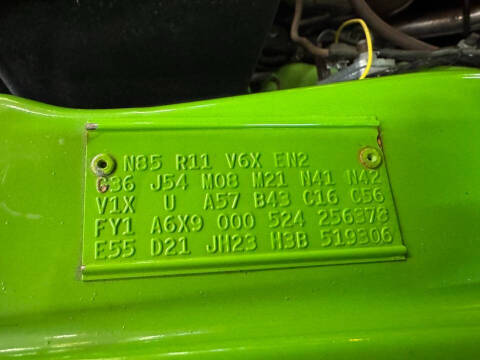 N85 R11 V6X EN2
C36 J54 M08 M21 N41 N42
V1X U A57 B43 C16 C56
FY1 A6X9 000 524 256378
E55 D21 JH23 H3B 519306